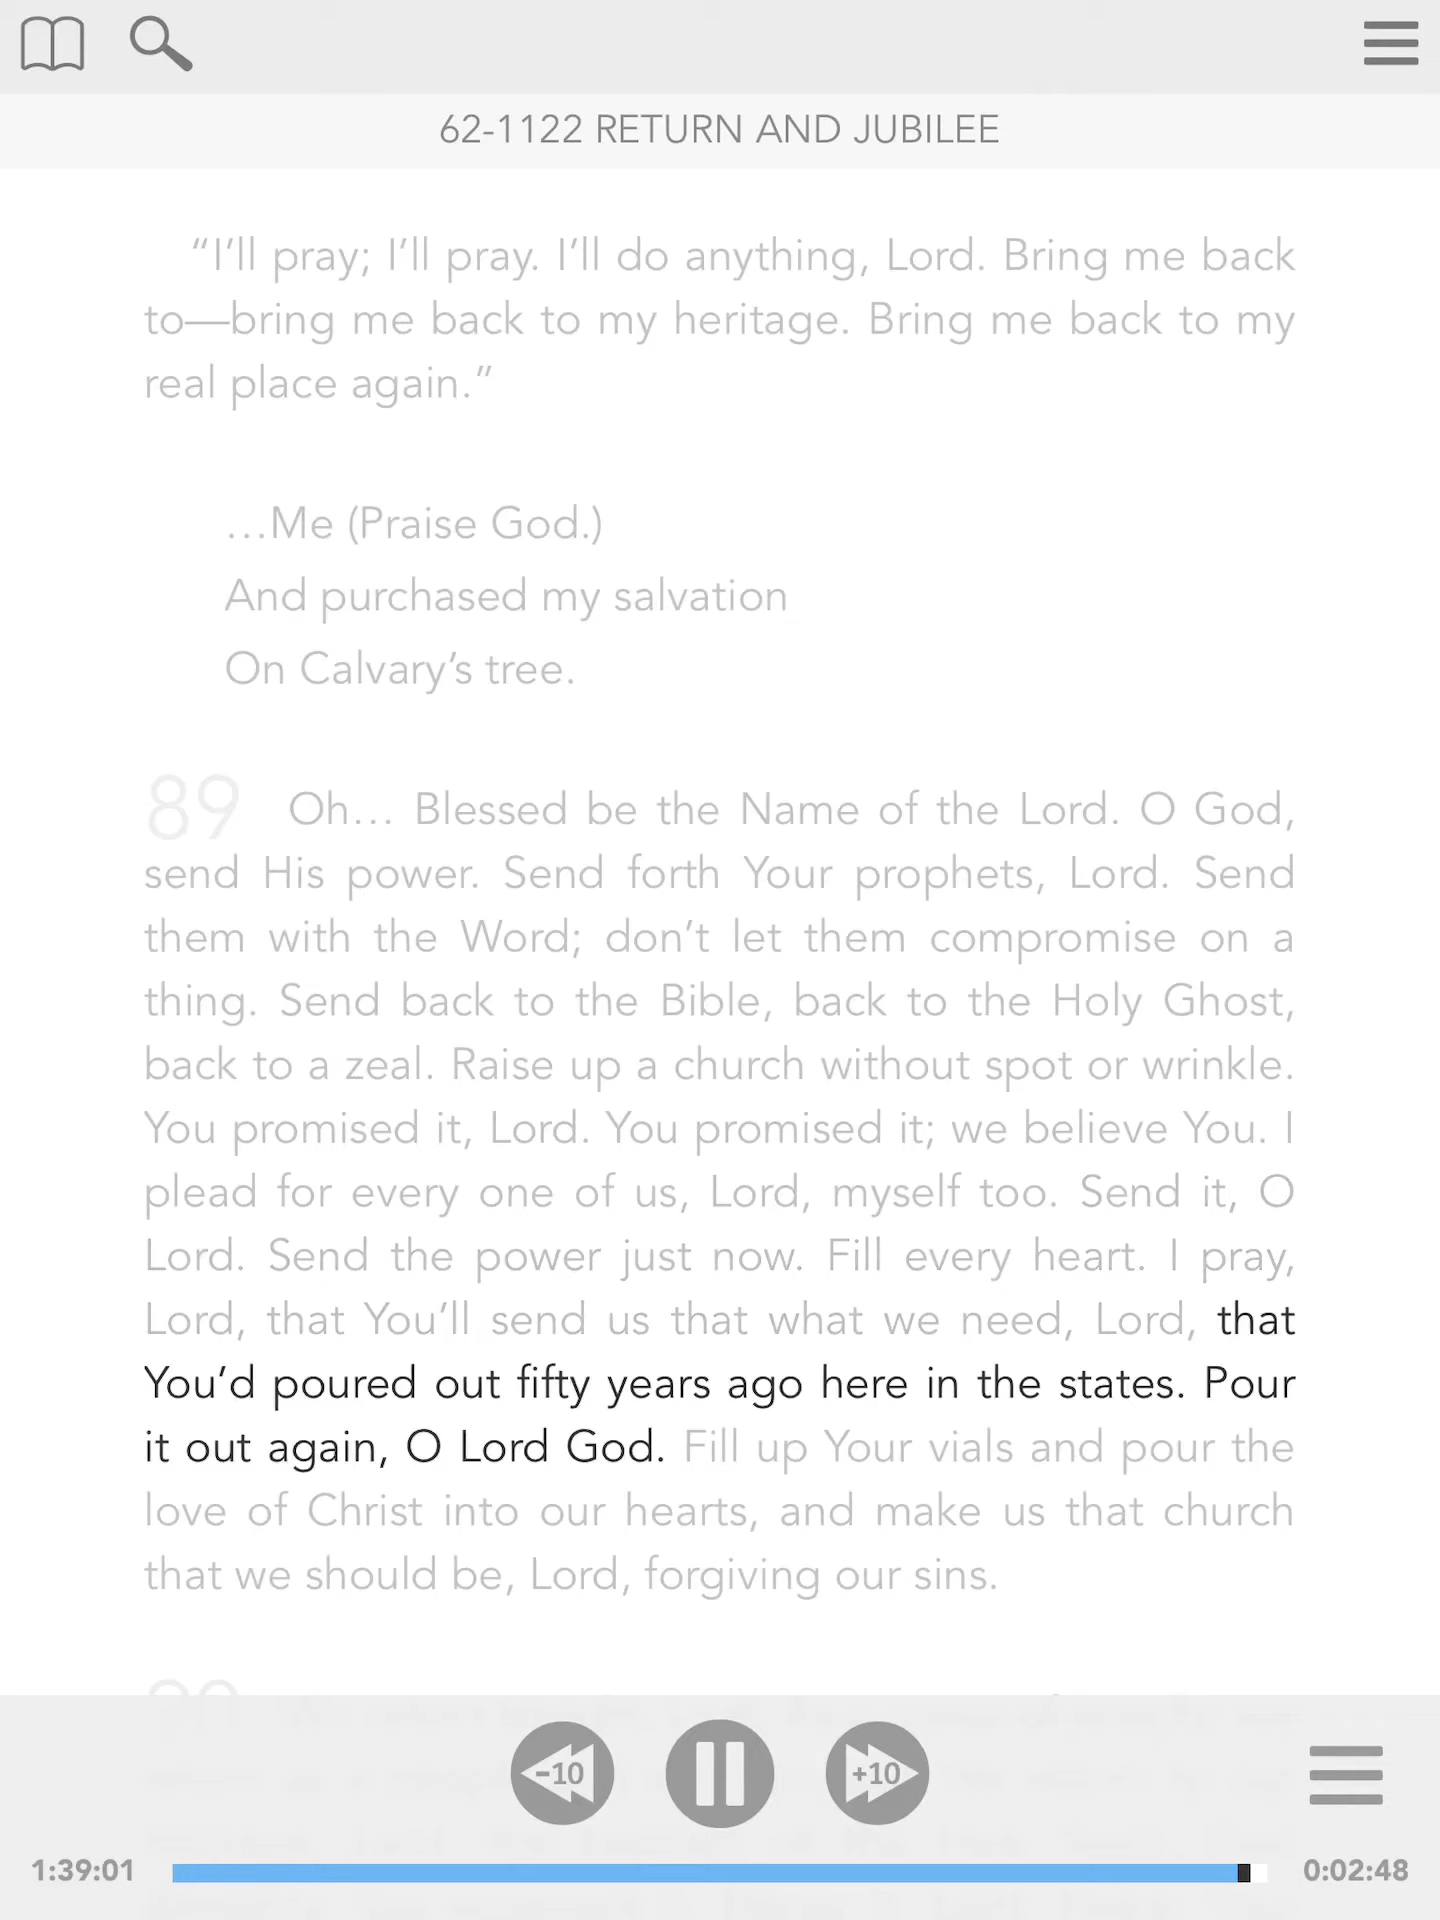 62-1122 RETURN AND JUBILEE
“I’ll pray; I’ll pray. I’ll do anything, Lord. Bring me back
to—bring me back to my heritage. Bring me back to my
real place again.”
…Me (Praise God.)
And purchased my salvation
On Calvary’s tree.
89 Oh… Blessed be the Name of the Lord. O God,
send His power. Send forth Your prophets, Lord. Send
them with the Word; don’t let them compromise on a
thing. Send back to the Bible, back to the Holy Ghost,
back to a zeal. Raise up a church without spot or wrinkle.
You promised it, Lord. You promised it; we believe You. I
plead for every one of us, Lord, myself too. Send it, O
Lord. Send the power just now. Fill every heart. I pray,
Lord, that You’ll send us that what we need, Lord, that
You’d poured out fifty years ago here in the states. Pour
it out again, O Lord God. Fill up Your vials and pour the
love of Christ into our hearts, and make us that church
that we should be, Lord, forgiving our sins.
-10 +10
1:39:01 0:02:48